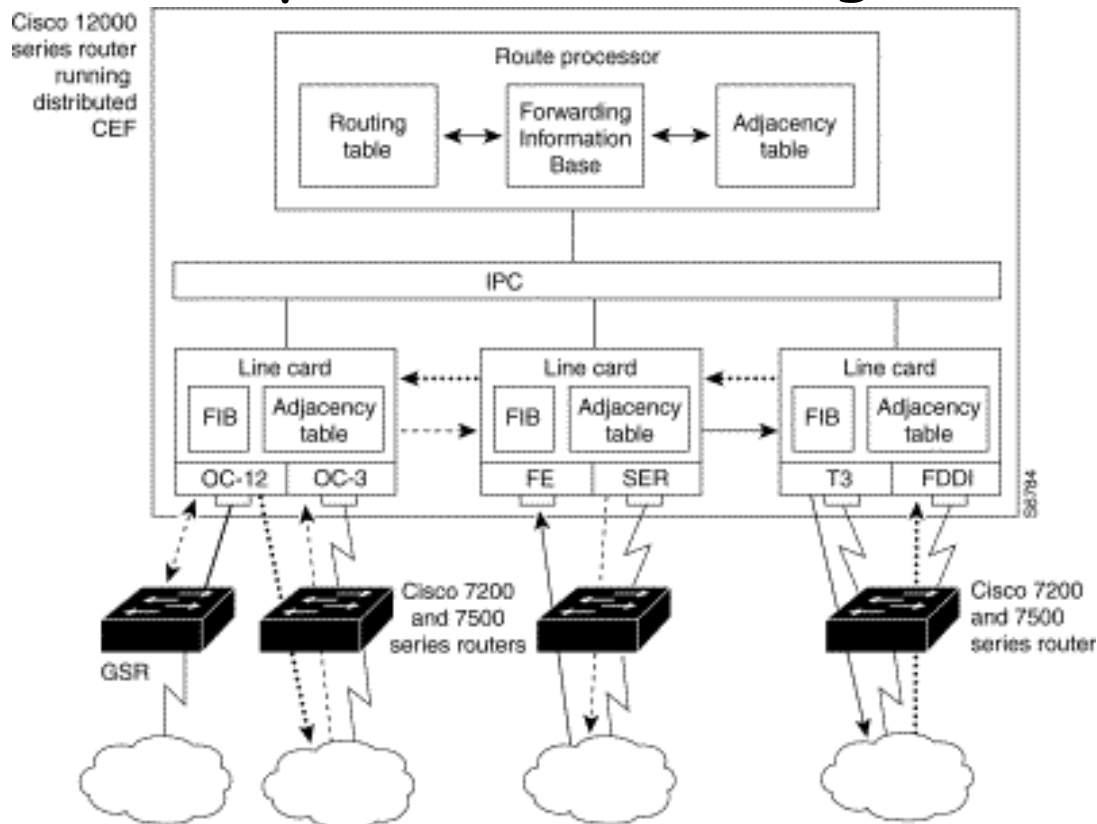 Cisco 12000
series router
running
distributed
CEF
Route processor
Routing
table
Forwarding
Information
Base
Adjacency
table
IPC
Line card
FIB
Adjacency
table
OC-12
OC-3
Line card
FIB
Adjacency
table
FE
SER
Line card
FIB
Adjacency
table
T3
FDDI
S6784
GSR
Cisco 7200
and 7500
series routers
Cisco 7200
and 7500
series router